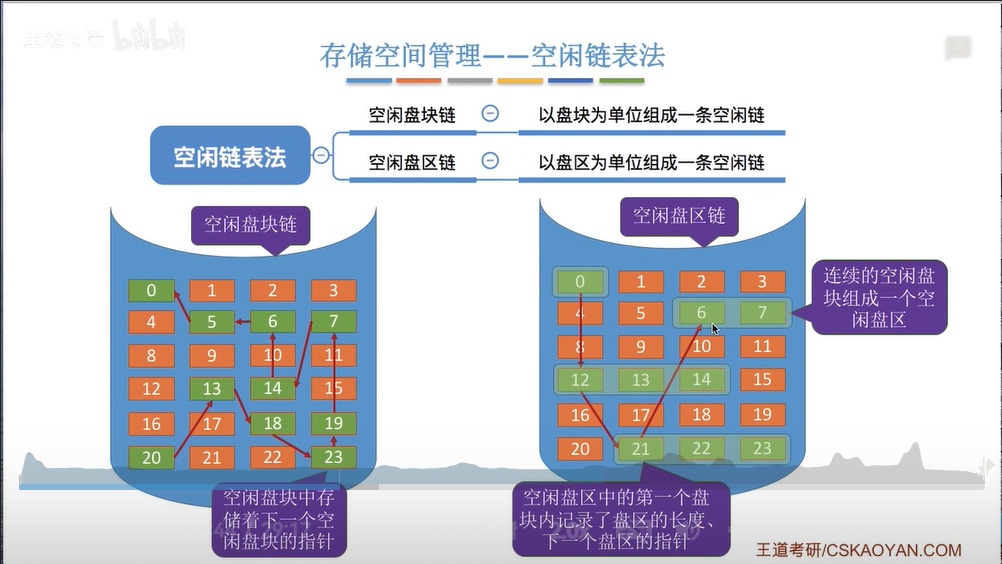 存储空间管理——空闲链表法
空闲链表法
空闲盘块链
以盘块为单位组成一条空闲链
空闲盘区链
以盘区为单位组成一条空闲链
空闲盘块链
0 1 2 3
4 5 6 7
8 9 10 11
12 13 14 15
16 17 18 19
20 21 22 23
空闲盘块中存
储着下一个空
闲盘块的指针
空闲盘区链
0 1 2 3
4 5 6 7
8 9 10 11
12 13 14 15
16 17 18 19
20 21 22 23
连续的空闲盘
块组成一个空
闲盘区
空闲盘区中的第一个盘
块内记录了盘区的长度、
下一个盘区的指针
王道考研/CSKAOYAN.COM